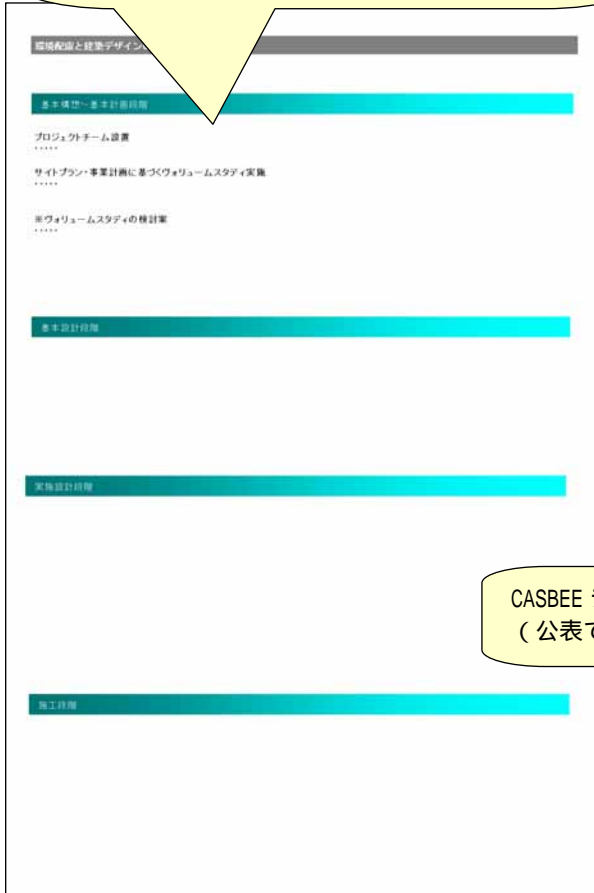 環境配慮と建築デザイン
基本構想～基本計画段階
プロジェクトチーム設置
・・・・・
サイトプラン・事業計画に基づくヴォリュームスタディ実施
・・・・・
※ヴォリュームスタディの検討案
・・・・・
基本設計段階
実施設計段階
CASBEE
（公表で
施工段階